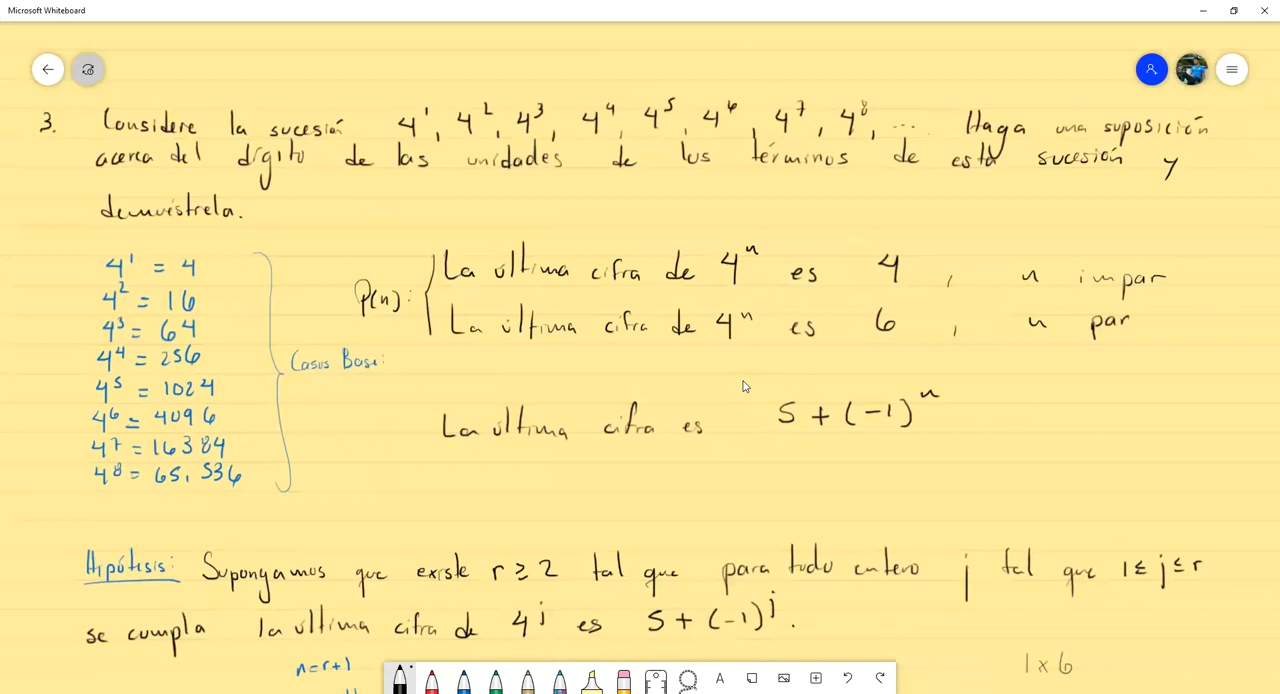 Microsoft Whiteboard
3. Considere la sucesión 4¹, 4², 4³, 4⁴, 4⁵, 4⁶, 4⁷, 4⁸, ... Haga una suposición
acerca del dígito de las unidades de los términos de esta sucesión y
demuéstrela.
4¹ = 4
4² = 16
4³ = 64
4⁴ = 256
4⁵ = 1024
4⁶ = 4096
4⁷ = 16384
4⁸ = 65.536
Casos Base:
P(n): { La última cifra de 4ⁿ es 4, n impar
La última cifra de 4ⁿ es 6, n par
La última cifra es 5 + (-1)ⁿ
Hipótesis: Supongamos que existe r ≥ 2 tal que para todo entero j tal que 1 ≤ j ≤ r
se cumpla la última cifra de 4ʲ es 5 + (-1)ʲ.
n = r + 1
1 x 6
A